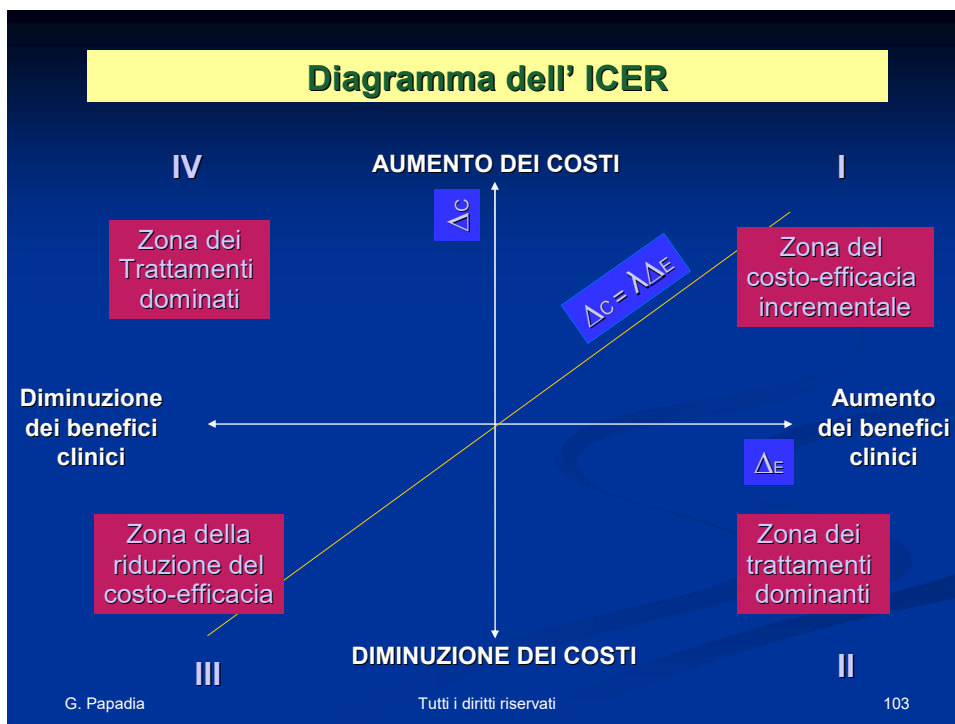 Diagramma dell' ICER
IV
AUMENTO DEI COSTI
I
ΔC
Zona dei
Trattamenti
dominati
ΔC = λΔE
Zona del
costo-efficacia
incrementale
Diminuzione
dei benefici
clinici
Aumento
dei benefici
clinici
ΔE
Zona della
riduzione del
costo-efficacia
Zona dei
trattamenti
dominanti
III
DIMINUZIONE DEI COSTI
II
G. Papadia
Tutti i diritti riservati
103